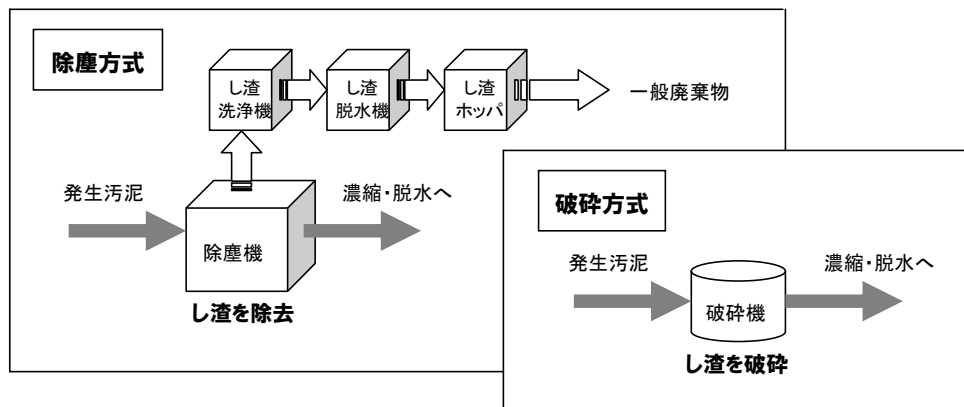 除塵方式
し渣
洗浄機
し渣
脱水機
し渣
ホッパ
一般廃棄物
発生汚泥
濃縮・脱水へ
除塵機
し渣を除去
破砕方式
発生汚泥
濃縮・脱水へ
破砕機
し渣を破砕